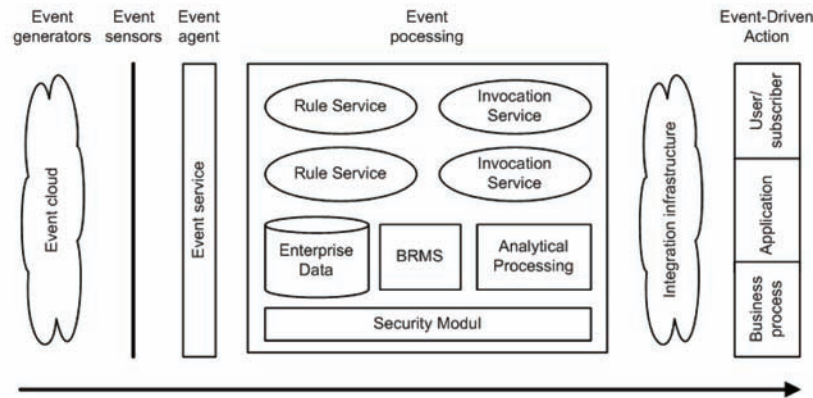 Event
generators
Event
sensors
Event
agent
Event
pocessing
Event-Driven
Action
Event cloud
Event service
Rule Service
Invocation
Service
Rule Service
Invocation
Service
Enterprise
Data
BRMS
Analytical
Processing
Security Modul
Integration infrastructure
User/
subscriber
Application
Business
process